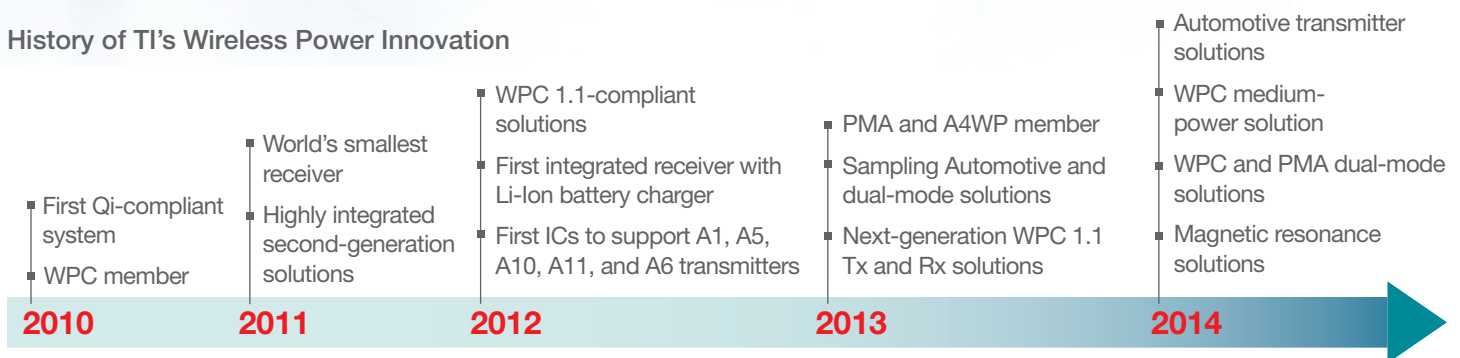 History of TI's Wireless Power Innovation
First Qi-compliant
system
WPC member
2010
World's smallest
receiver
Highly integrated
second-generation
solutions
2011
WPC 1.1-compliant
solutions
First integrated receiver with
Li-Ion battery charger
First ICs to support A1, A5,
A10, A11, and A6 transmitters
2012
PMA and A4WP member
Sampling Automotive and
dual-mode solutions
Next-generation WPC 1.1
Tx and Rx solutions
2013
Automotive transmitter
solutions
WPC medium-
power solution
WPC and PMA dual-mode
solutions
Magnetic resonance
solutions
2014